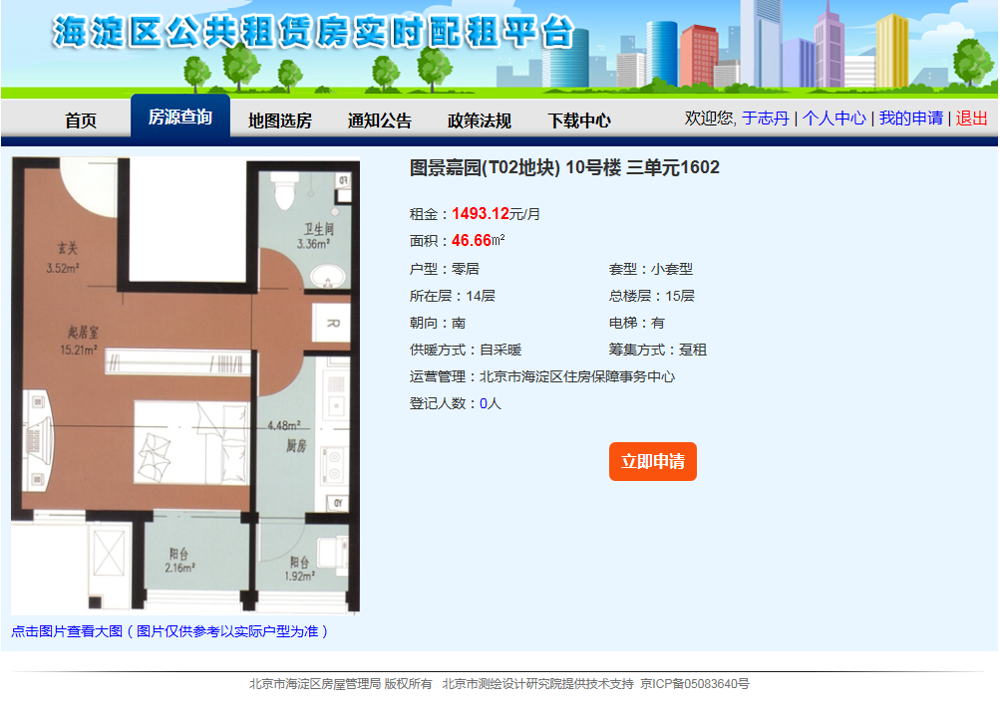 海淀区公共租赁房实时配租平台
首页 房源查询 地图选房 通知公告 政策法规 下载中心 欢迎您, 于志丹 | 个人中心 | 我的申请 | 退出
图景嘉园(T02地块) 10号楼 三单元1602
租金：1493.12元/月
面积：46.66㎡
户型：零居 套型：小套型
所在层：14层 总楼层：15层
朝向：南 电梯：有
供暖方式：自采暖 筹集方式：趸租
运营管理：北京市海淀区住房保障事务中心
登记人数：0人
立即申请
卫生间
3.36m²
玄关
3.52m²
起居室
15.21m²
R
4.48m²
厨房
阳台
2.16m²
阳台
1.92m²
点击图片查看大图（图片仅供参考以实际户型为准）
北京市海淀区房屋管理局 版权所有 北京市测绘设计研究院提供技术支持 京ICP备05083640号